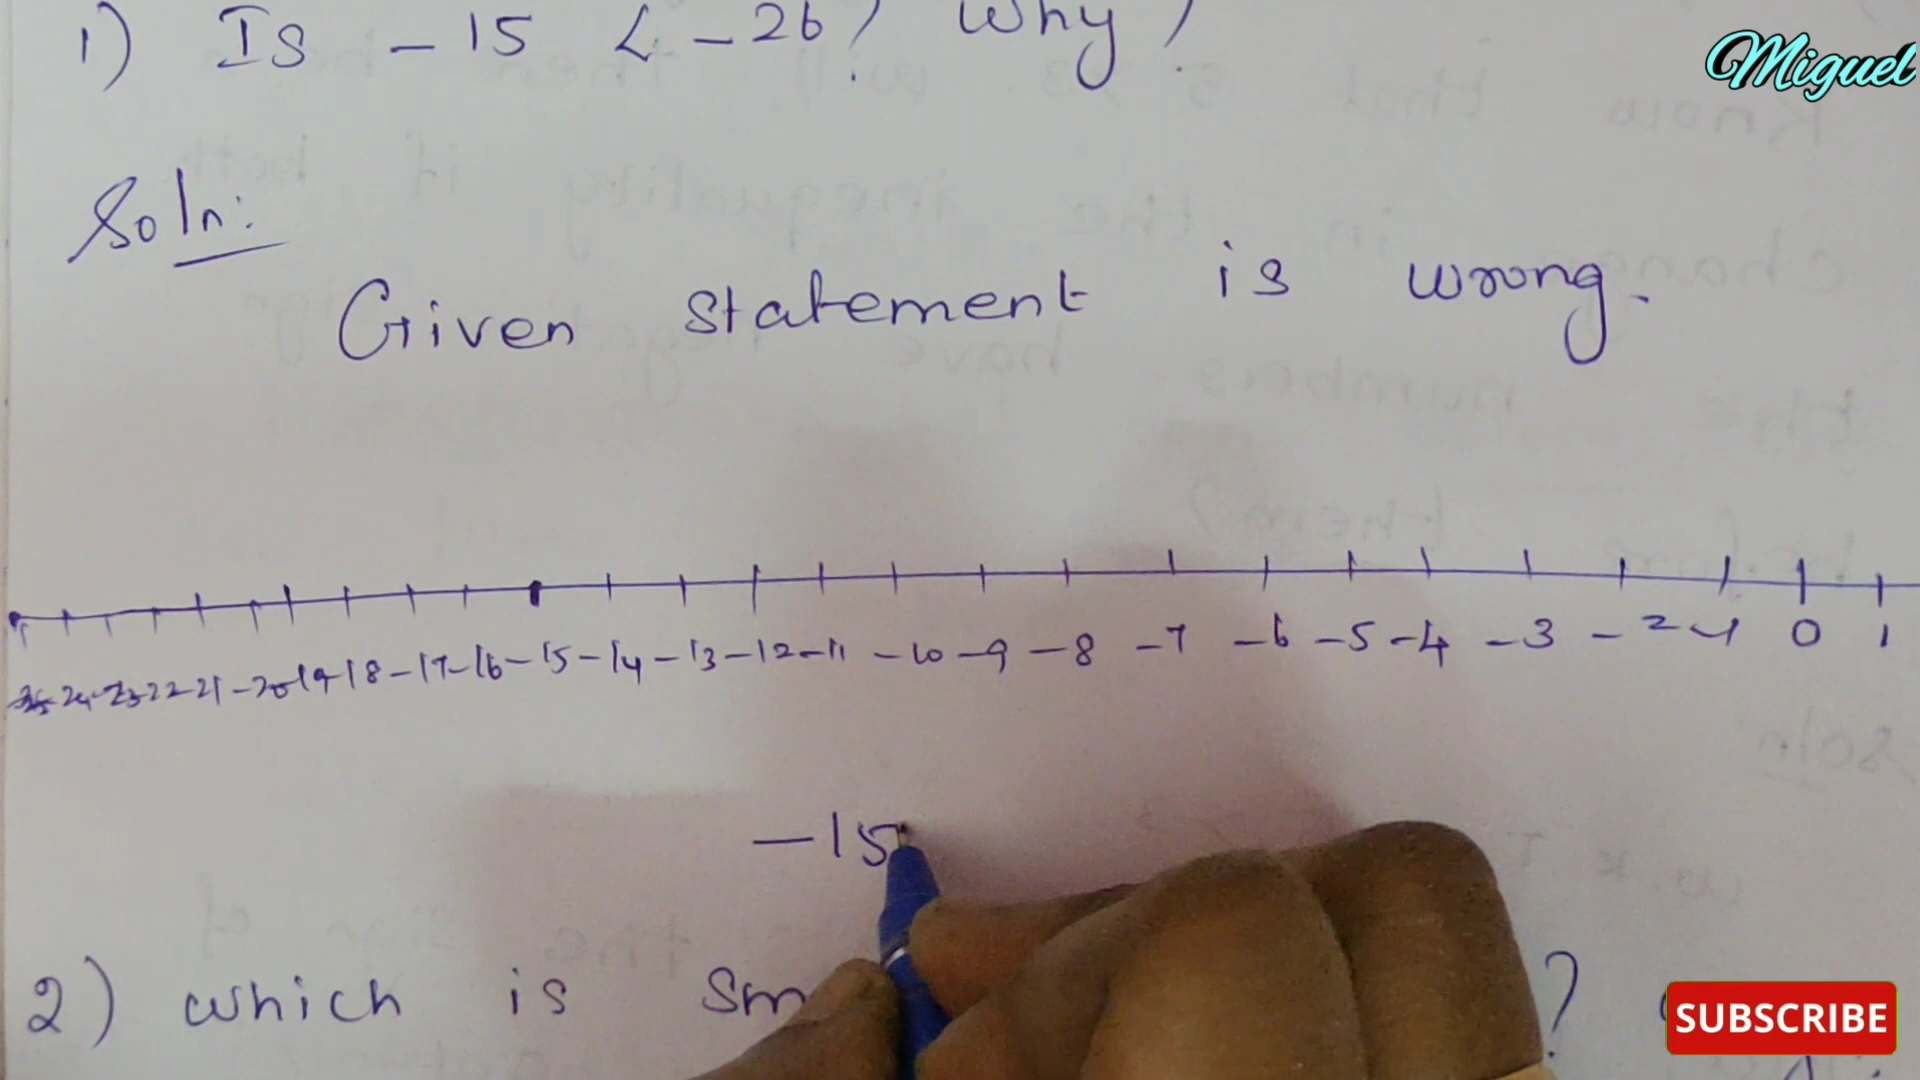 1) Is -15 < -26? Why?
Miguel
Soln:
Given statement is wrong.
-24 -23 -22 -21 -20 -19 -18 -17 -16 -15 -14 -13 -12 -11 -10 -9 -8 -7 -6 -5 -4 -3 -2 -1 0 1
-15
2) which is sm ?
SUBSCRIBE